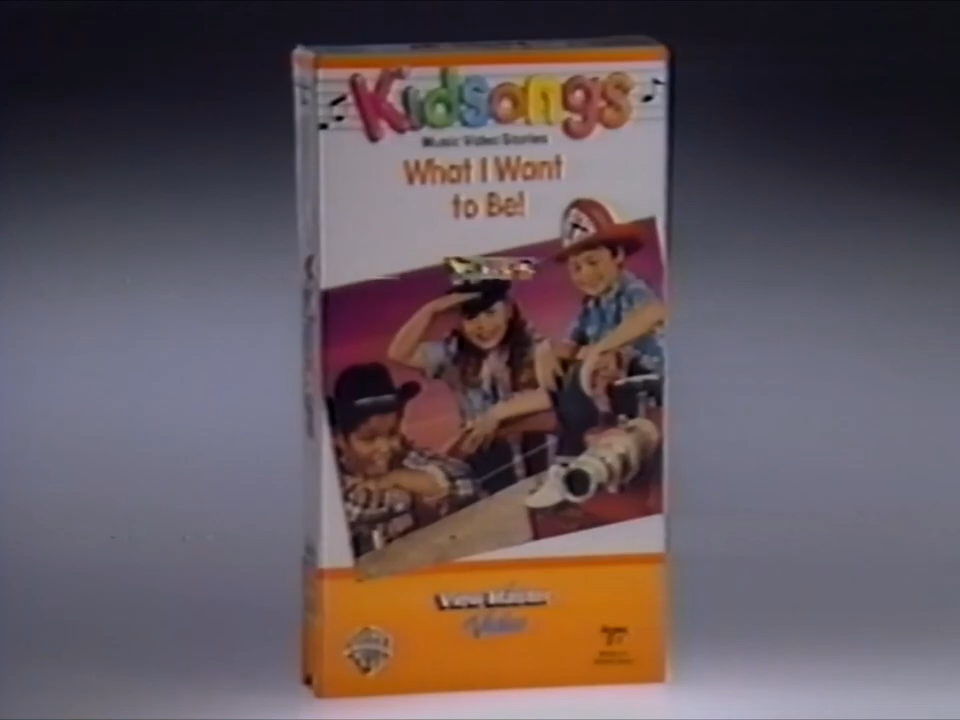 Kidsongs
Music Video Stories
What I Want
to Be!
View-Master
Video